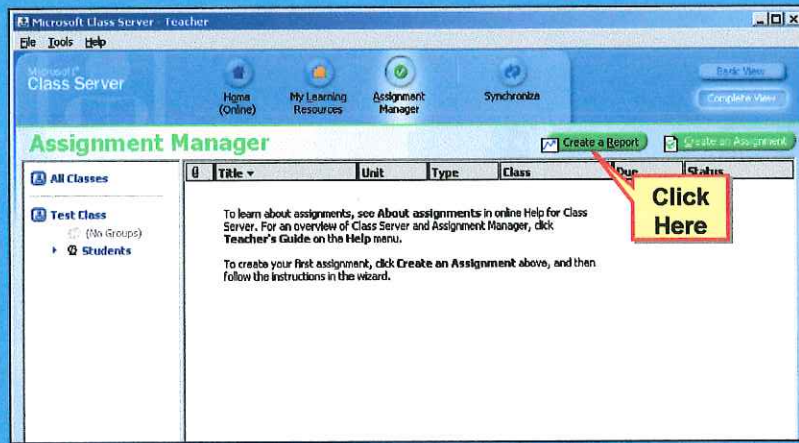 Microsoft Class Server - Teacher
File Tools Help
Microsoft
Class Server
Home
(Online)
My Learning
Resources
Assignment
Manager
Synchronize
Basic View
Complete View
Assignment Manager
Create a Report
Create an Assignment
All Classes
Test Class
(No Groups)
Students
Title
Unit
Type
Class
Due
Status
Click
Here
To learn about assignments, see About assignments in online Help for Class
Server. For an overview of Class Server and Assignment Manager, click
Teacher's Guide on the Help menu.
To create your first assignment, click Create an Assignment above, and then
follow the instructions in the wizard.